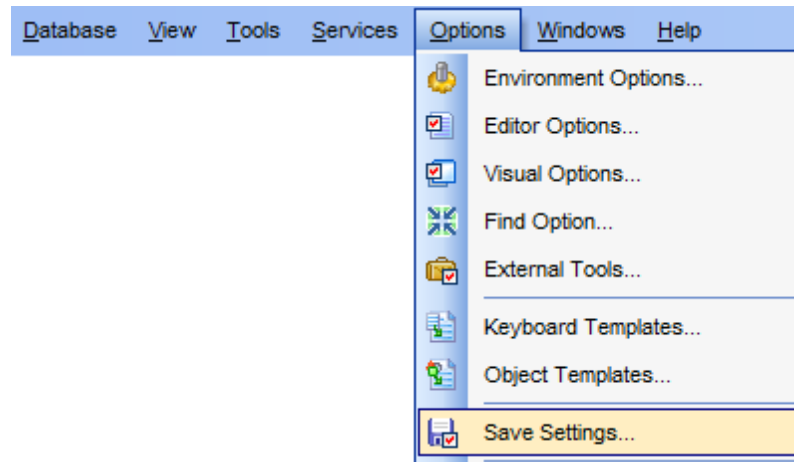 Database View Tools Services Options Windows Help
Environment Options...
Editor Options...
Visual Options...
Find Option...
External Tools...
Keyboard Templates...
Object Templates...
Save Settings...